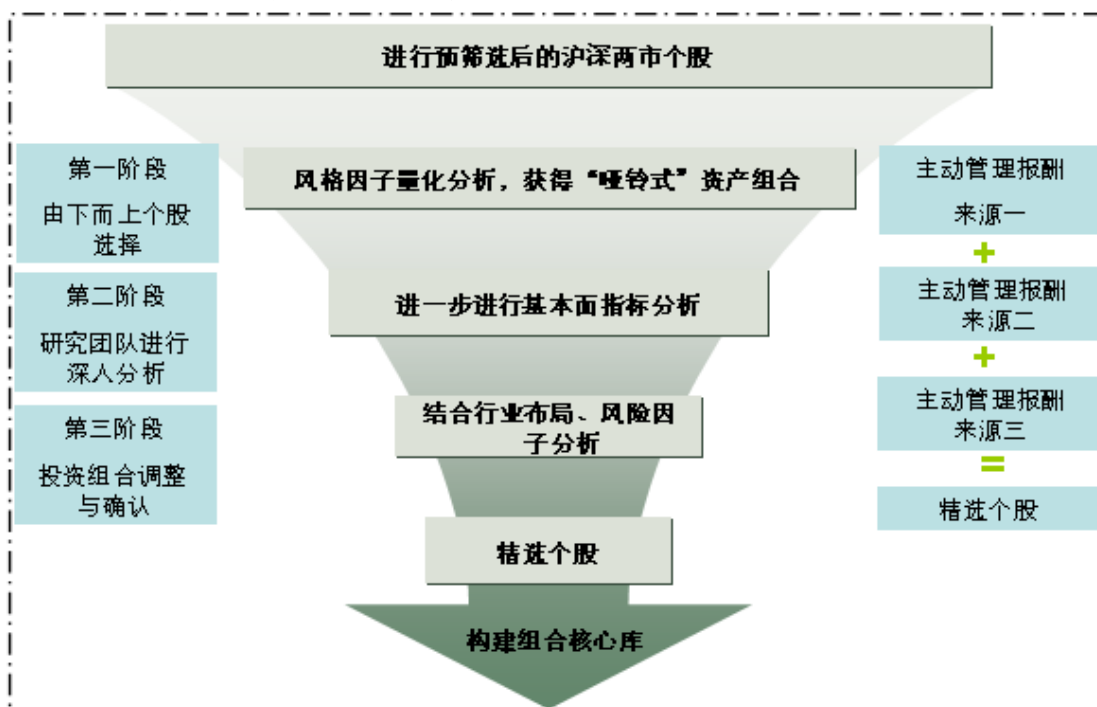 进行预筛选后的沪深两市个股
第一阶段
由下而上个股
选择
风格因子量化分析，获得“哑铃式”资产组合
主动管理报酬
来源一
+
第二阶段
研究团队进行
深人分析
进一步进行基本面指标分析
主动管理报酬
来源二
+
第三阶段
投资组合调整
与确认
结合行业布局、风险因
子分析
主动管理报酬
来源三
=
精选个股
精选个股
构建组合核心库